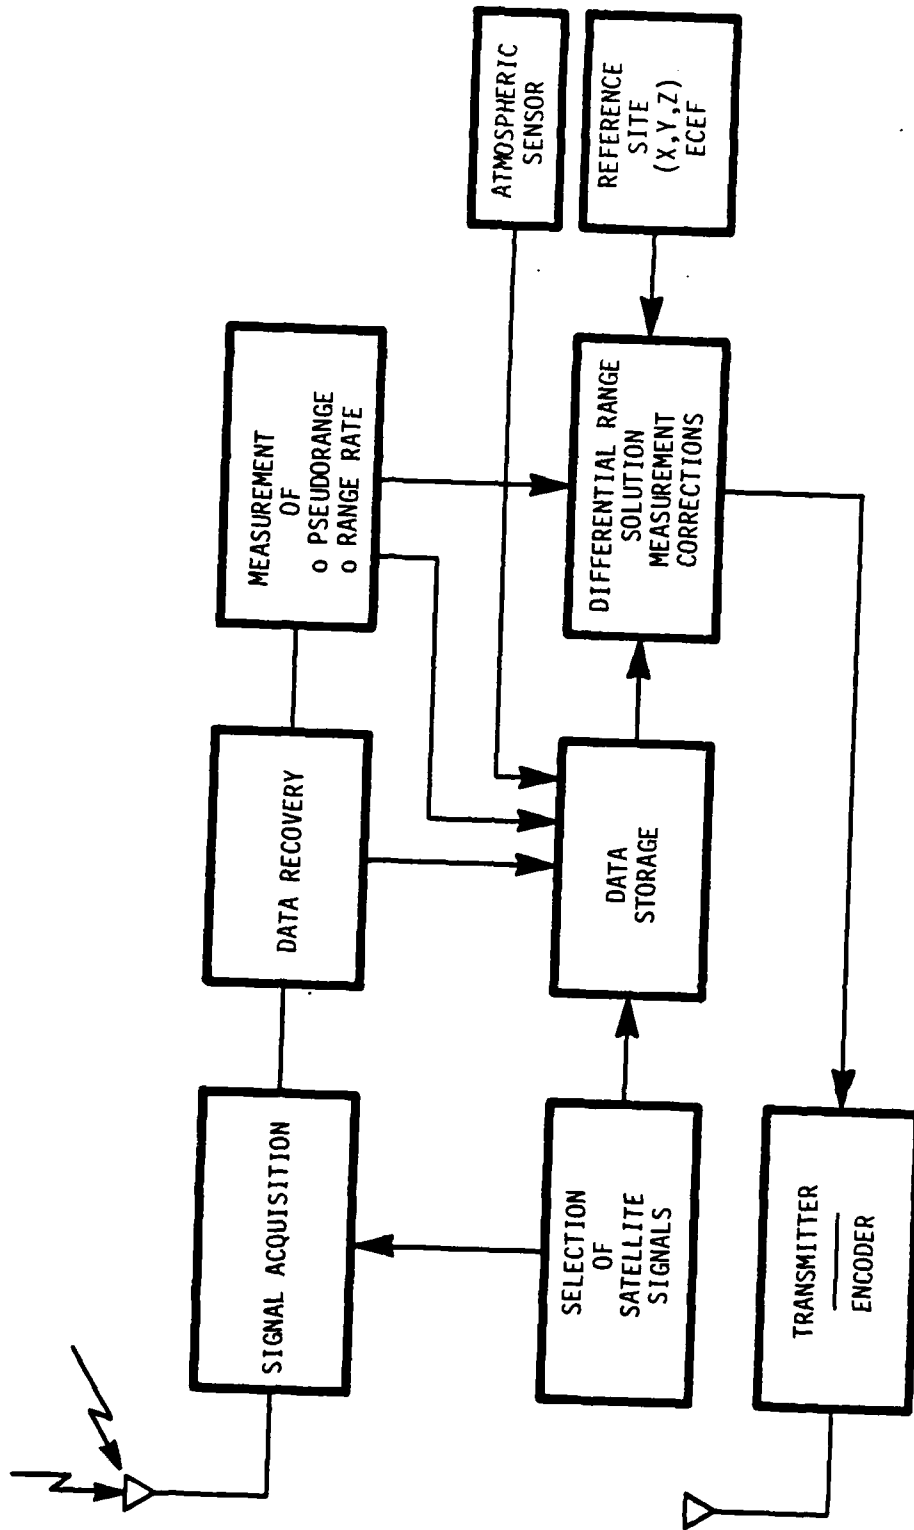 SIGNAL ACQUISITION
DATA RECOVERY
MEASUREMENT
OF
o PSEUDORANGE
o RANGE RATE
ATMOSPHERIC
SENSOR
SELECTION
OF
SATELLITE
SIGNALS
DATA
STORAGE
DIFFERENTIAL RANGE
SOLUTION
MEASUREMENT
CORRECTIONS
REFERENCE
SITE
(X,Y,Z)
ECEF
TRANSMITTER
ENCODER